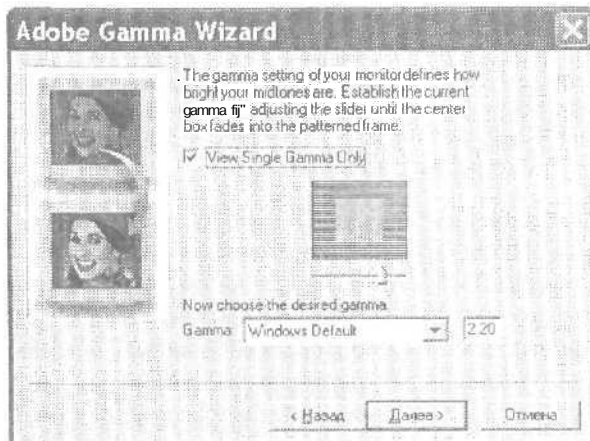 Adobe Gamma Wizard
. The gamma setting of your monitor defines how
bright your midtones are. Establish the current
gamma fij" adjusting the slider until the center
box fades into the patterned frame.
View Single Gamma Only
Now choose the desired gamma.
Gamma: Windows Default 2.20
< Назад Далее > Отмена